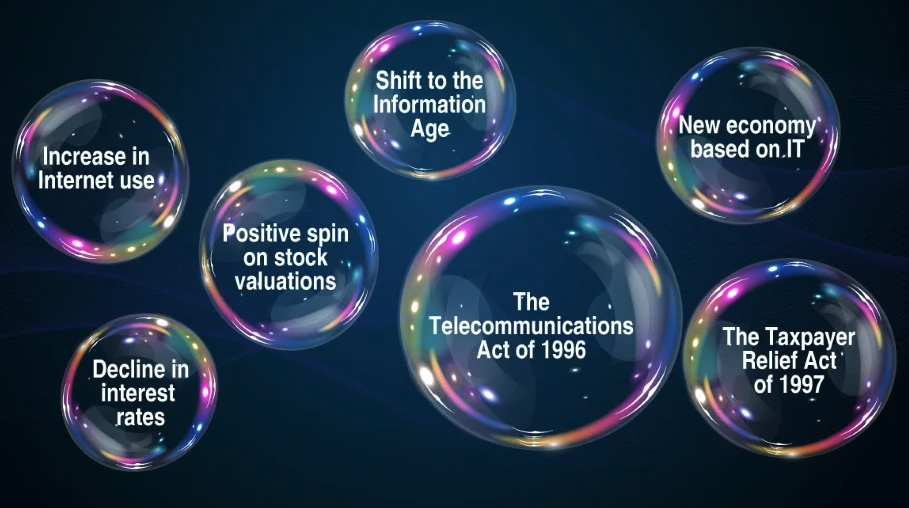 Shift to the
Information
Age
New economy
based on IT
Increase in
Internet use
Positive spin
on stock
valuations
The
Telecommunications
Act of 1996
The Taxpayer
Relief Act
of 1997
Decline in
interest
rates